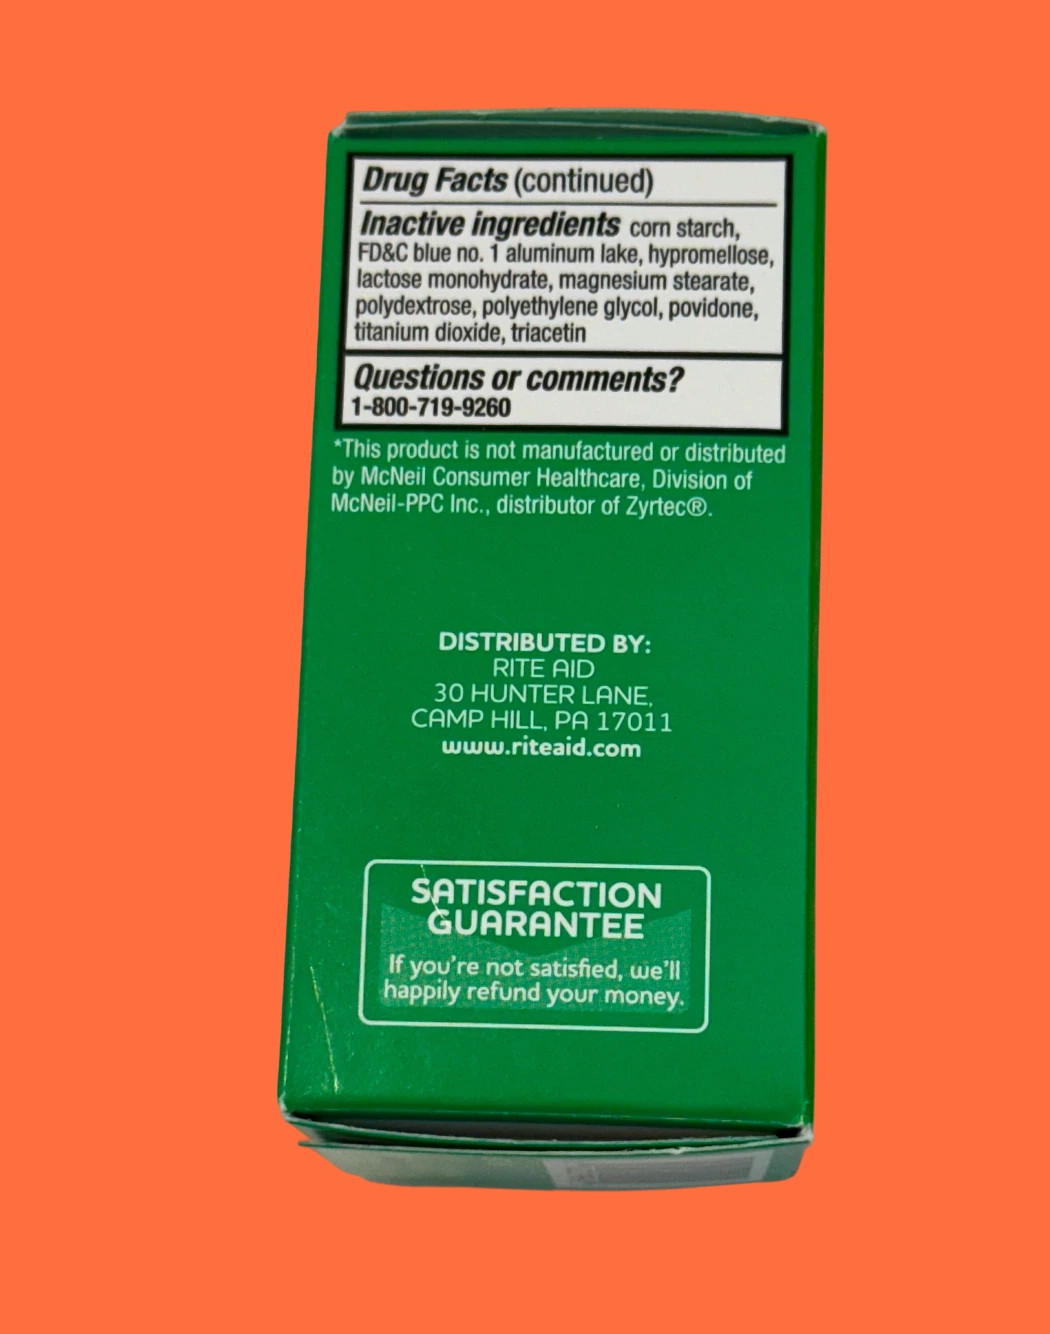 Drug Facts (continued)
Inactive ingredients corn starch,
FD&C blue no. 1 aluminum lake, hypromellose,
lactose monohydrate, magnesium stearate,
polydextrose, polyethylene glycol, povidone,
titanium dioxide, triacetin
Questions or comments?
1-800-719-9260
*This product is not manufactured or distributed
by McNeil Consumer Healthcare, Division of
McNeil-PPC Inc., distributor of Zyrtec®.
DISTRIBUTED BY:
RITE AID
30 HUNTER LANE,
CAMP HILL, PA 17011
www.riteaid.com
SATISFACTION
GUARANTEE
If you're not satisfied, we'll
happily refund your money.